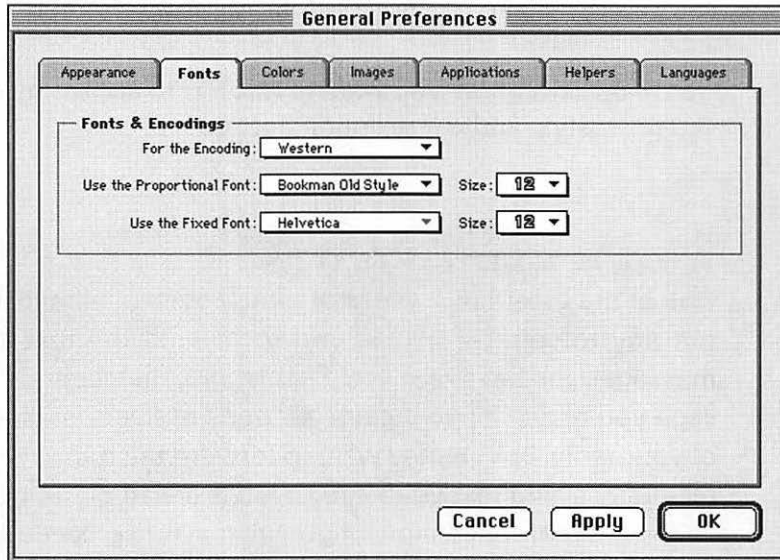 General Preferences
Appearance Fonts Colors Images Applications Helpers Languages
Fonts & Encodings
For the Encoding: Western
Use the Proportional Font: Bookman Old Style Size: 12
Use the Fixed Font: Helvetica Size: 12
Cancel Apply OK